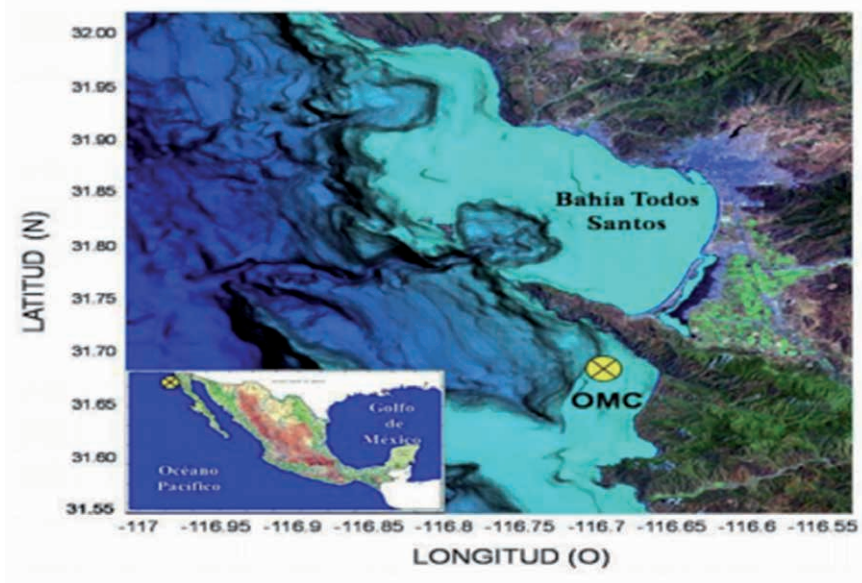 32.00
31.95
31.90
31.85
31.80
31.75
31.70
31.65
31.60
31.55
LATITUD (N)
Bahía Todos
Santos
OMC
Golfo
de
México
Océano
Pacífico
-117 -116.95 -116.9 -116.85 -116.8 -116.75 -116.7 -116.65 -116.6 -116.55
LONGITUD (O)